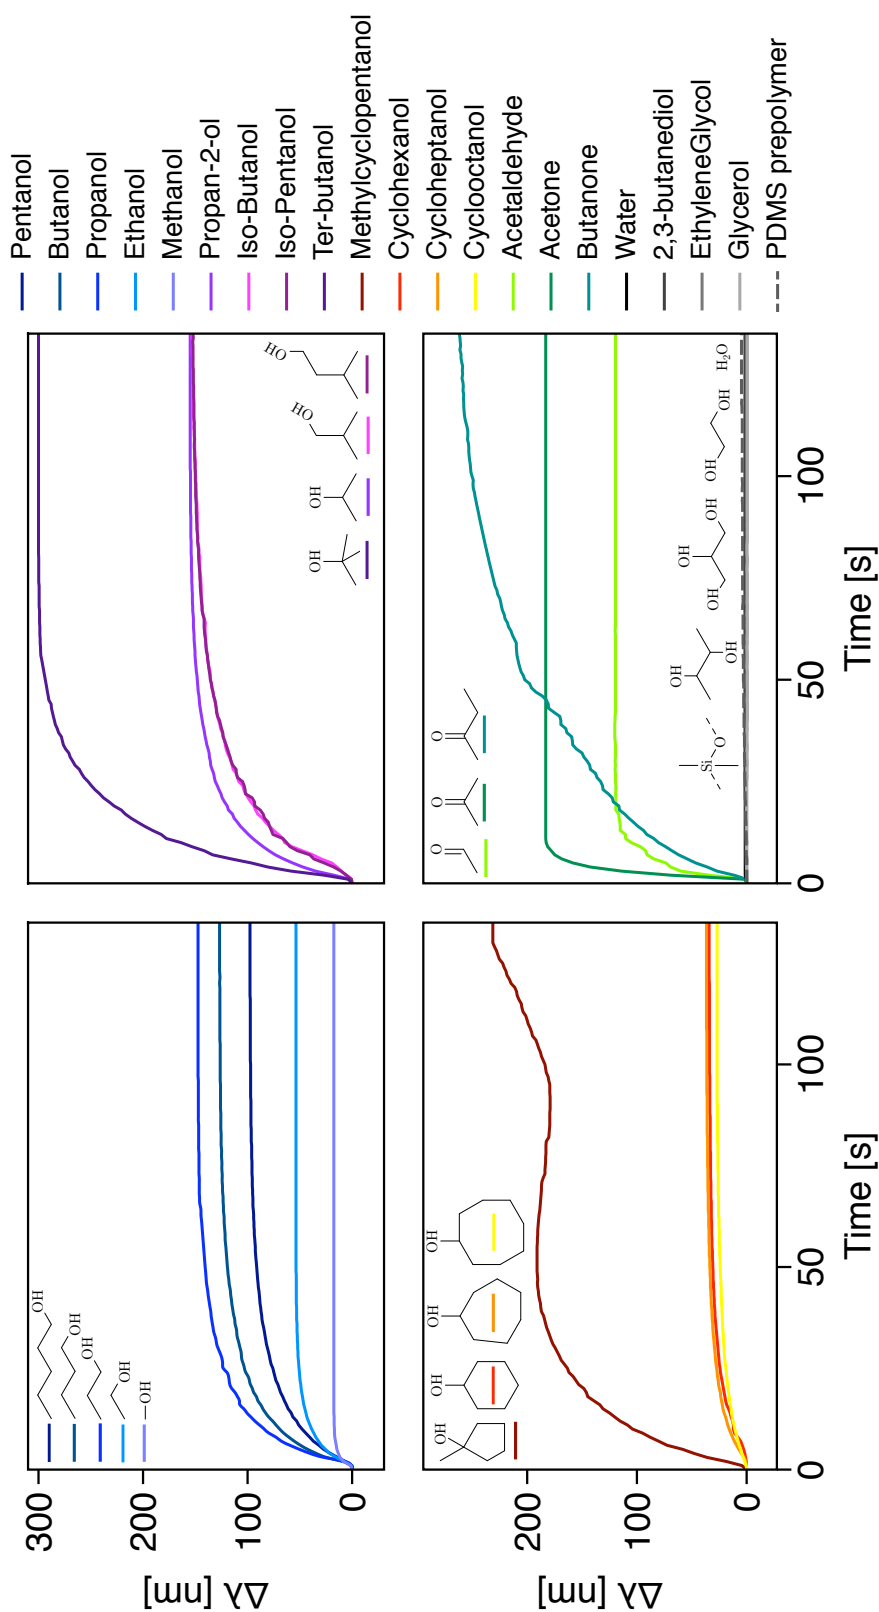 300
200
100
0
Δλ [nm]
OH
OH
OH
OH
OH
OH
OH
OH
OH
Pentanol
Butanol
Propanol
Ethanol
Methanol
Propan-2-ol
Iso-Butanol
Iso-Pentanol
Ter-butanol
Methylcyclopentanol
Cyclohexanol
Cycloheptanol
Cyclooctanol
Acetaldehyde
Acetone
Butanone
Water
2,3-butanediol
EthyleneGlycol
Glycerol
PDMS prepolymer
200
100
0
Δλ [nm]
OH
OH
OH
OH
0
50
100
Time [s]
O
O
O
Si
O
OH
OH
OH
OH
OH
OH
OH
H₂O
0
50
100
Time [s]